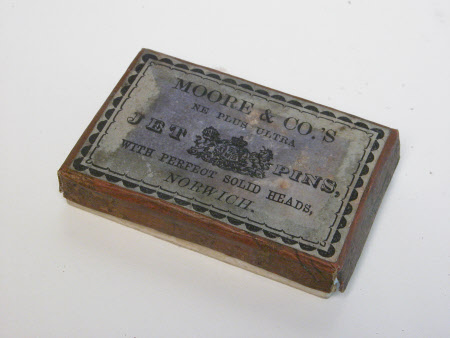 MOORE & CO.'S
NE PLUS ULTRA
JET PINS,
WITH PERFECT SOLID HEADS,
NORWICH.